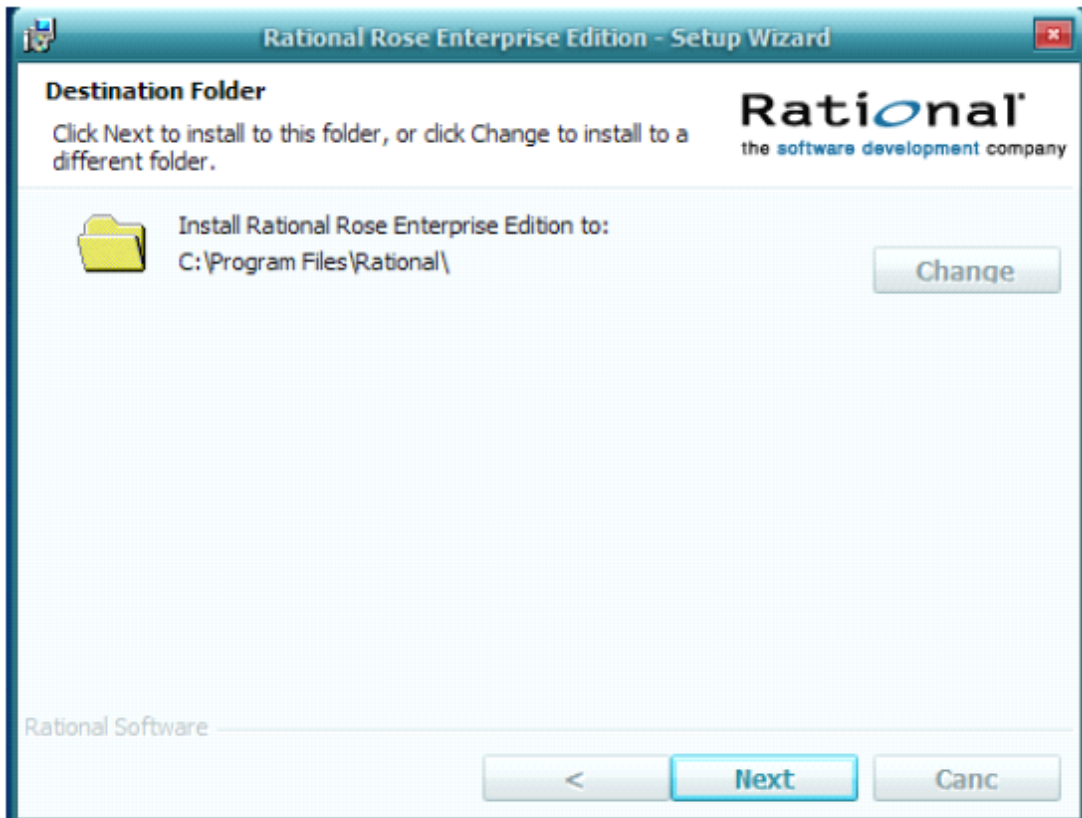 Rational Rose Enterprise Edition - Setup Wizard
Destination Folder
Click Next to install to this folder, or click Change to install to a
different folder.
Rational
the software development company
Install Rational Rose Enterprise Edition to:
C:\Program Files\Rational\
Change
Rational Software
<
Next
Canc